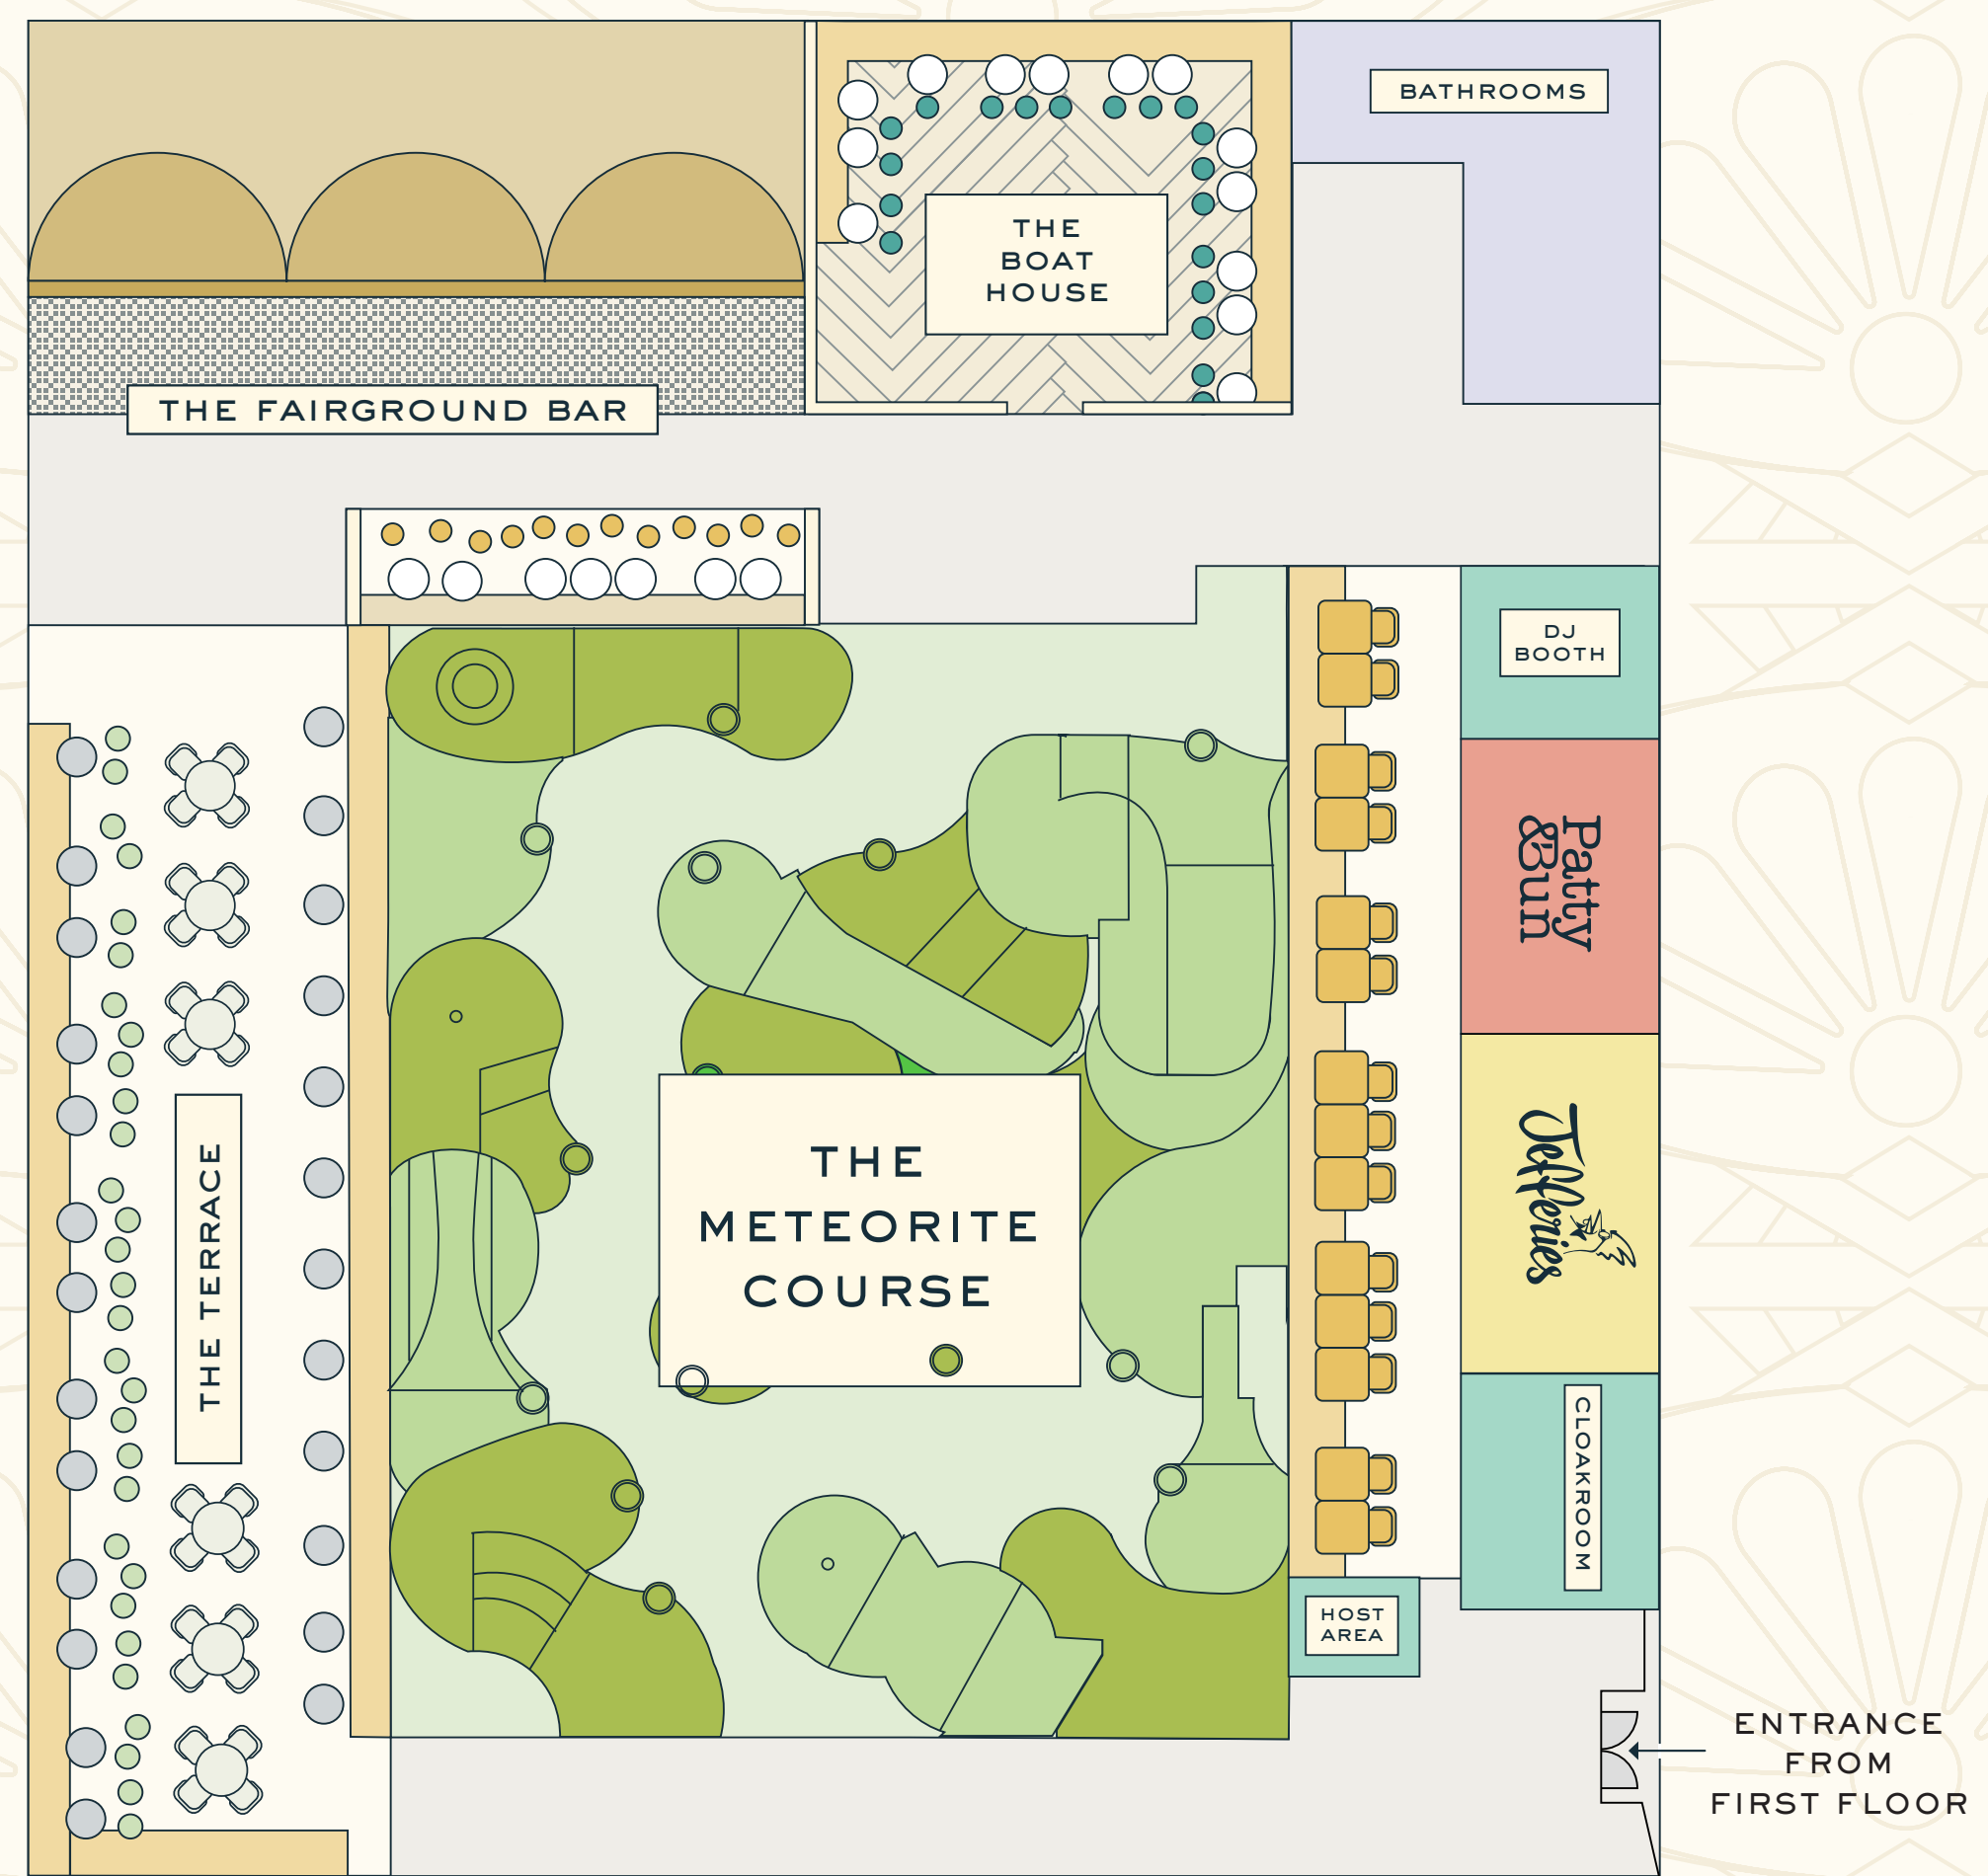 BATHROOMS
THE
BOAT
HOUSE
THE FAIRGROUND BAR
DJ
BOOTH
Patty
&Bun
THE TERRACE
THE
METEORITE
COURSE
Jefferies
CLOAKROOM
HOST
AREA
ENTRANCE
FROM
FIRST FLOOR